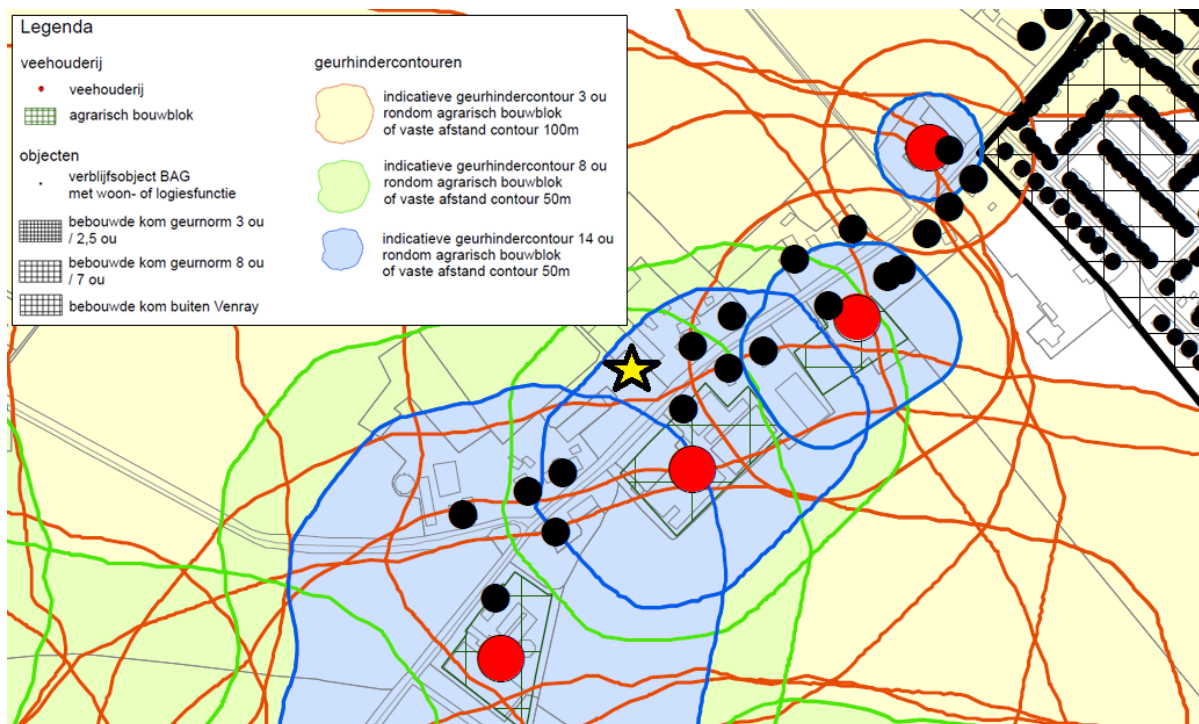 Legenda
veehouderij
veehouderij
agrarisch bouwblok
objecten
verblijfsobject BAG
met woon- of logiesfunctie
bebouwde kom geurnorm 3 ou
/ 2,5 ou
bebouwde kom geurnorm 8 ou
/ 7 ou
bebouwde kom buiten Venray
geurhindercontouren
indicatieve geurhindercontour 3 ou
rondom agrarisch bouwblok
of vaste afstand contour 100m
indicatieve geurhindercontour 8 ou
rondom agrarisch bouwblok
of vaste afstand contour 50m
indicatieve geurhindercontour 14 ou
rondom agrarisch bouwblok
of vaste afstand contour 50m